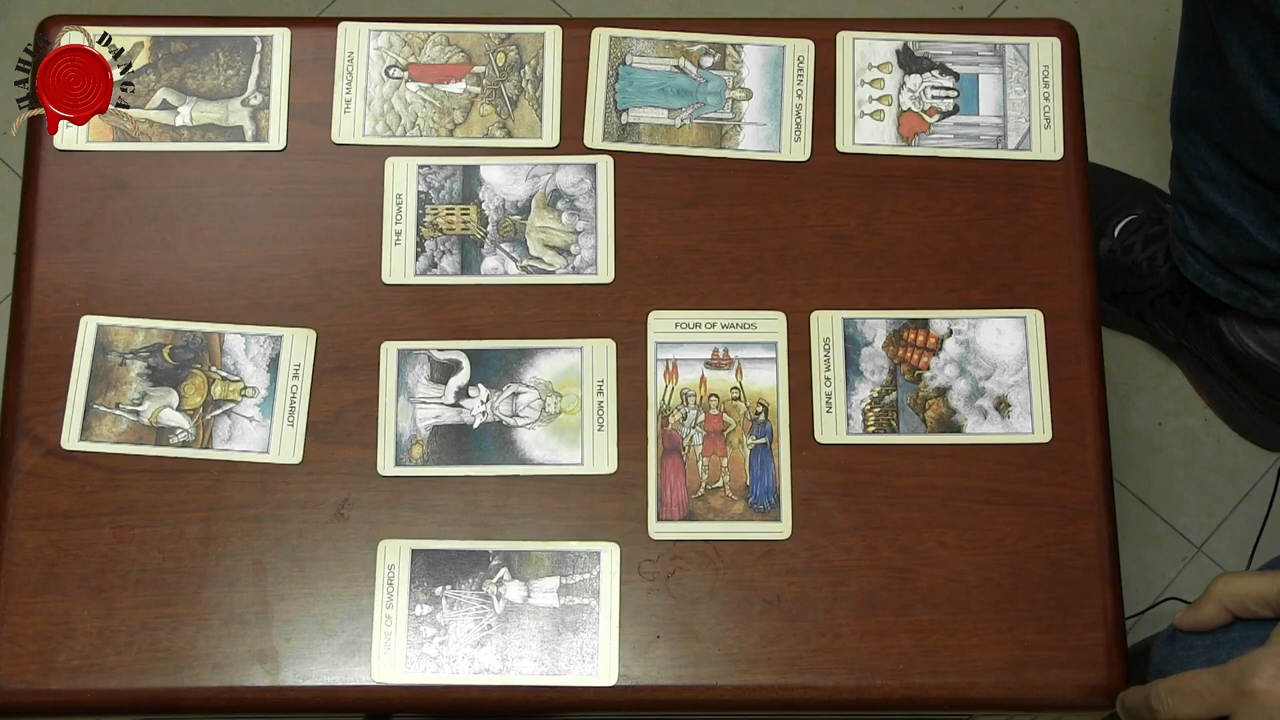 THE MAGICIAN
QUEEN OF SWORDS
FOUR OF CUPS
THE TOWER
THE CHARIOT
THE MOON
FOUR OF WANDS
NINE OF WANDS
NINE OF SWORDS